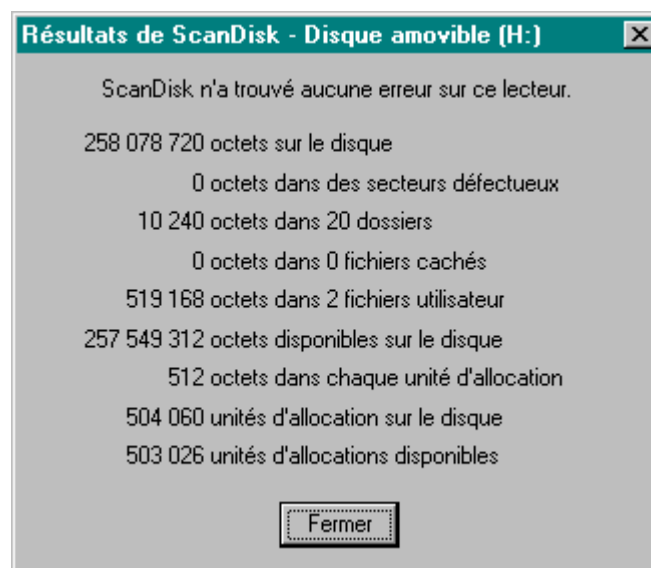 Résultats de ScanDisk - Disque amovible (H:)
ScanDisk n'a trouvé aucune erreur sur ce lecteur.
258 078 720 octets sur le disque
0 octets dans des secteurs défectueux
10 240 octets dans 20 dossiers
0 octets dans 0 fichiers cachés
519 168 octets dans 2 fichiers utilisateur
257 549 312 octets disponibles sur le disque
512 octets dans chaque unité d'allocation
504 060 unités d'allocation sur le disque
503 026 unités d'allocations disponibles
Fermer